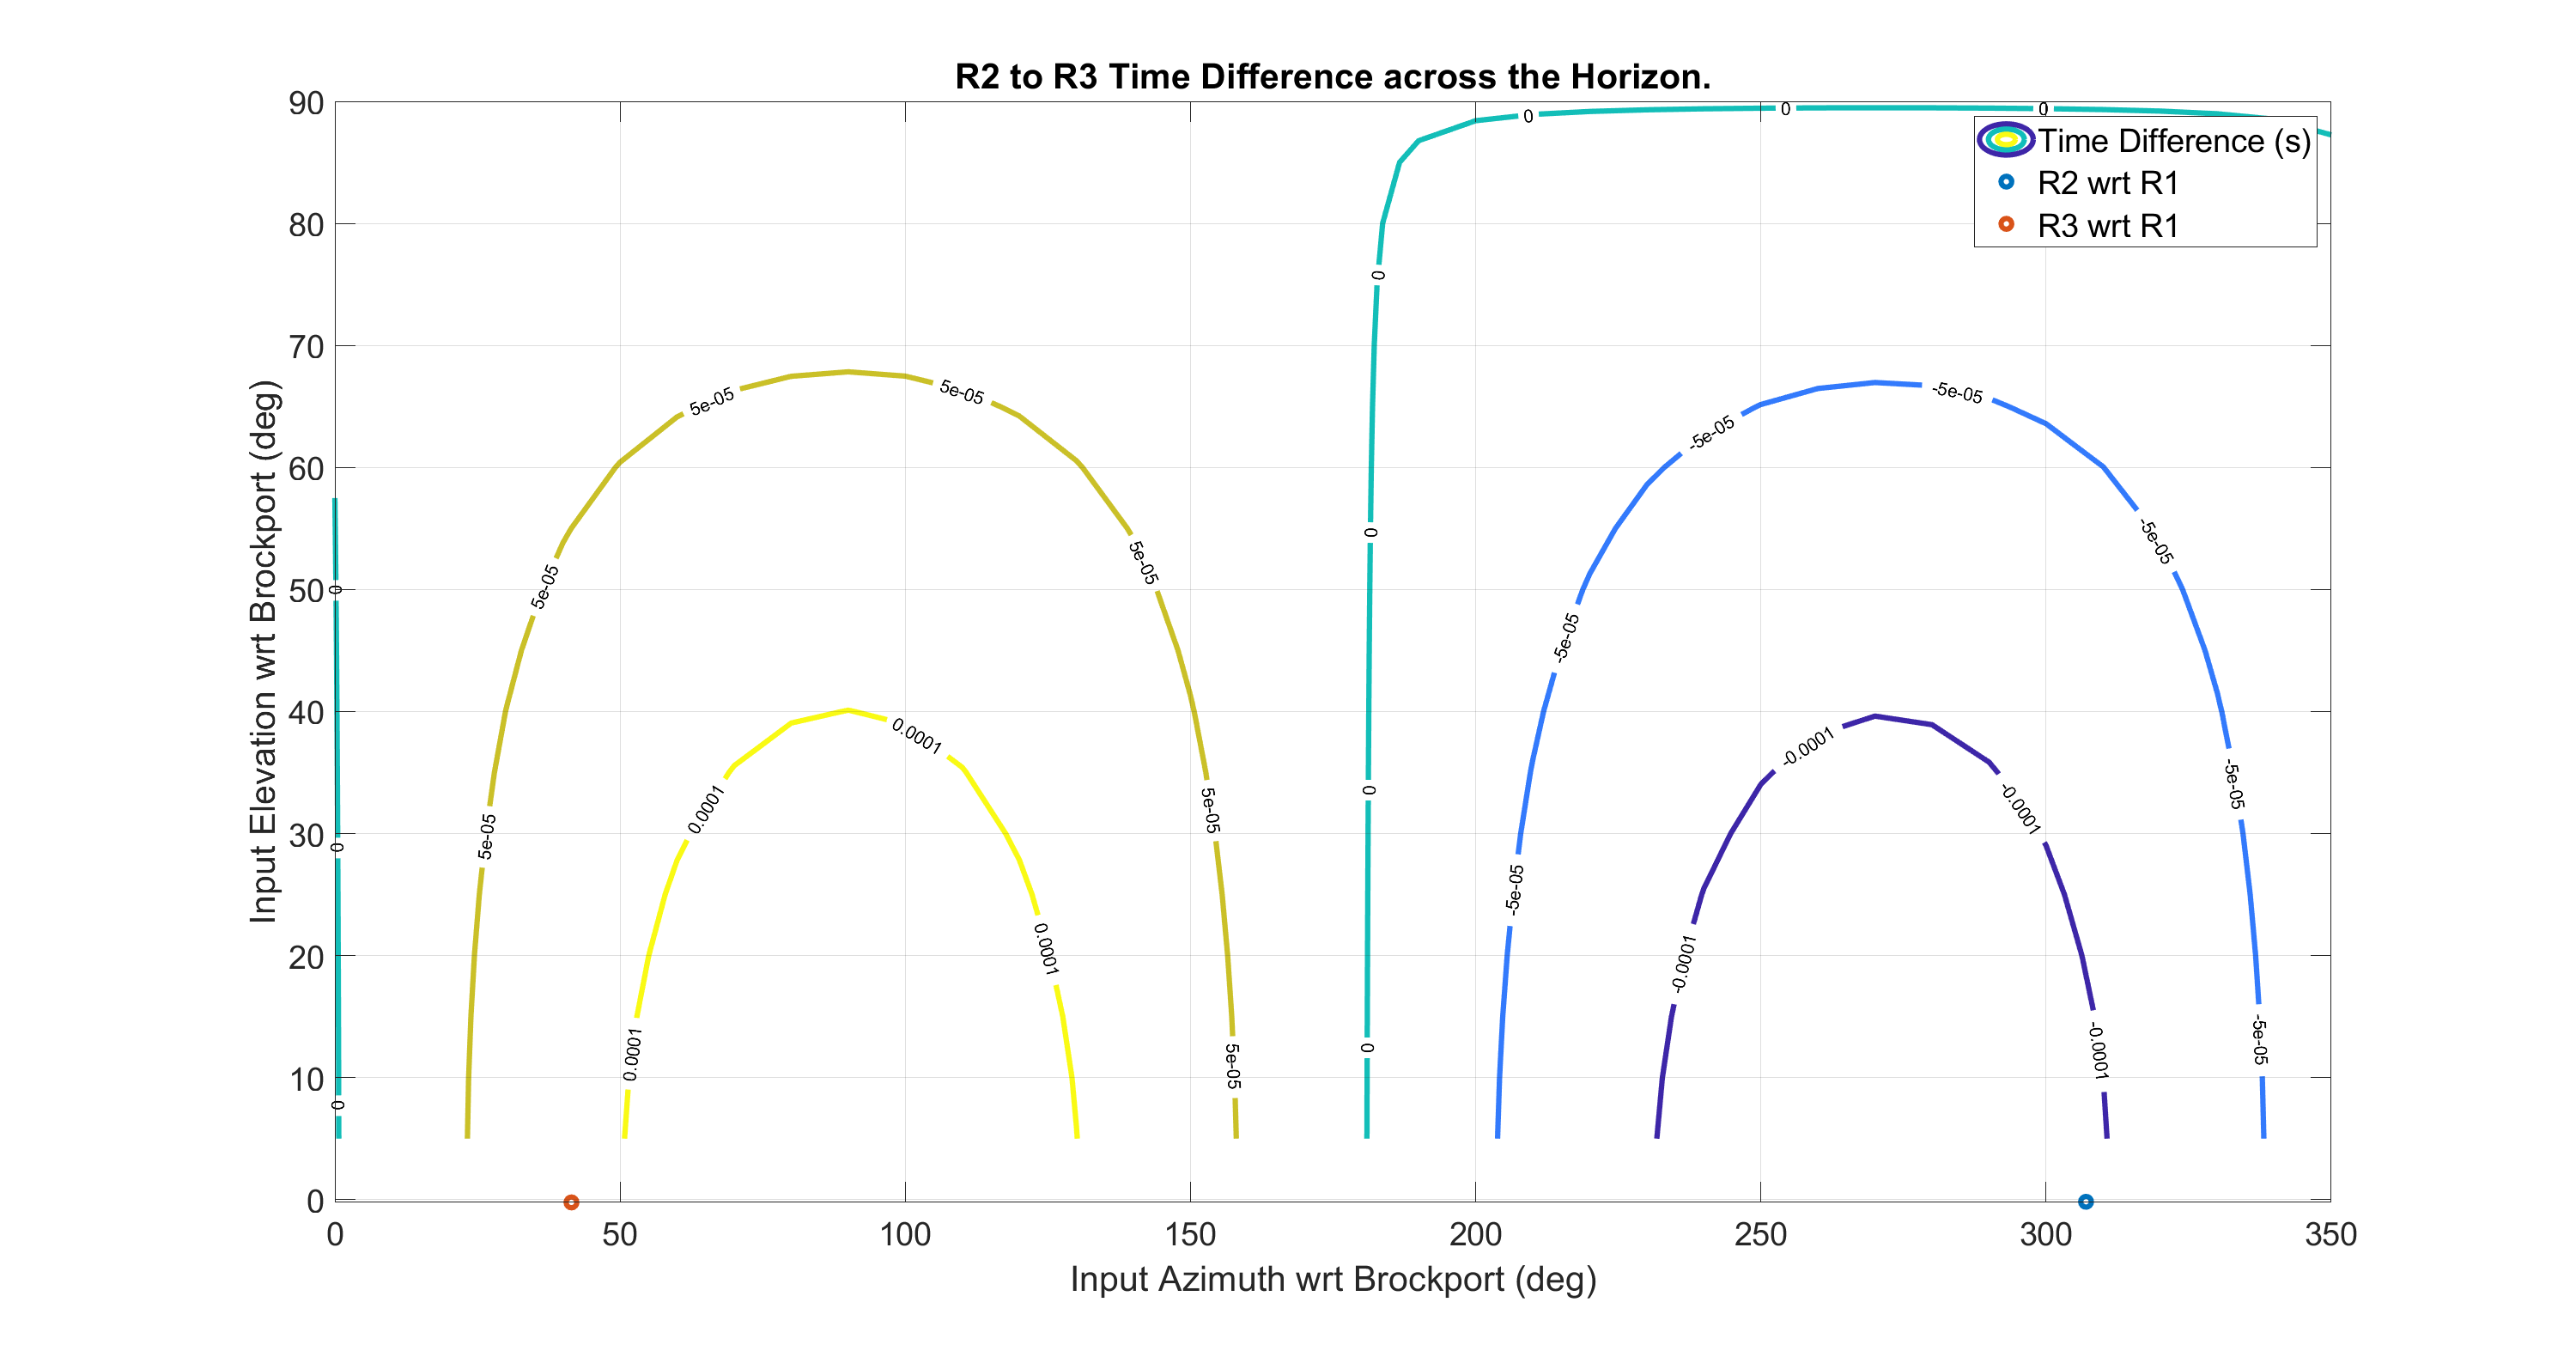 R2 to R3 Time Difference across the Horizon.
Time Difference (s)
R2 wrt R1
R3 wrt R1
Input Elevation wrt Brockport (deg)
90
80
70
60
50
40
30
20
10
0
0 0 0
0
0
0
0
0
0
0
5e-05 5e-05
5e-05 5e-05
5e-05 5e-05
5e-05
0.0001 0.0001
0.0001
0.0001
-5e-05 -5e-05
-5e-05
-5e-05
-5e-05
-5e-05
-5e-05
-0.0001 -0.0001
-0.0001
-0.0001
0 50 100 150 200 250 300 350
Input Azimuth wrt Brockport (deg)